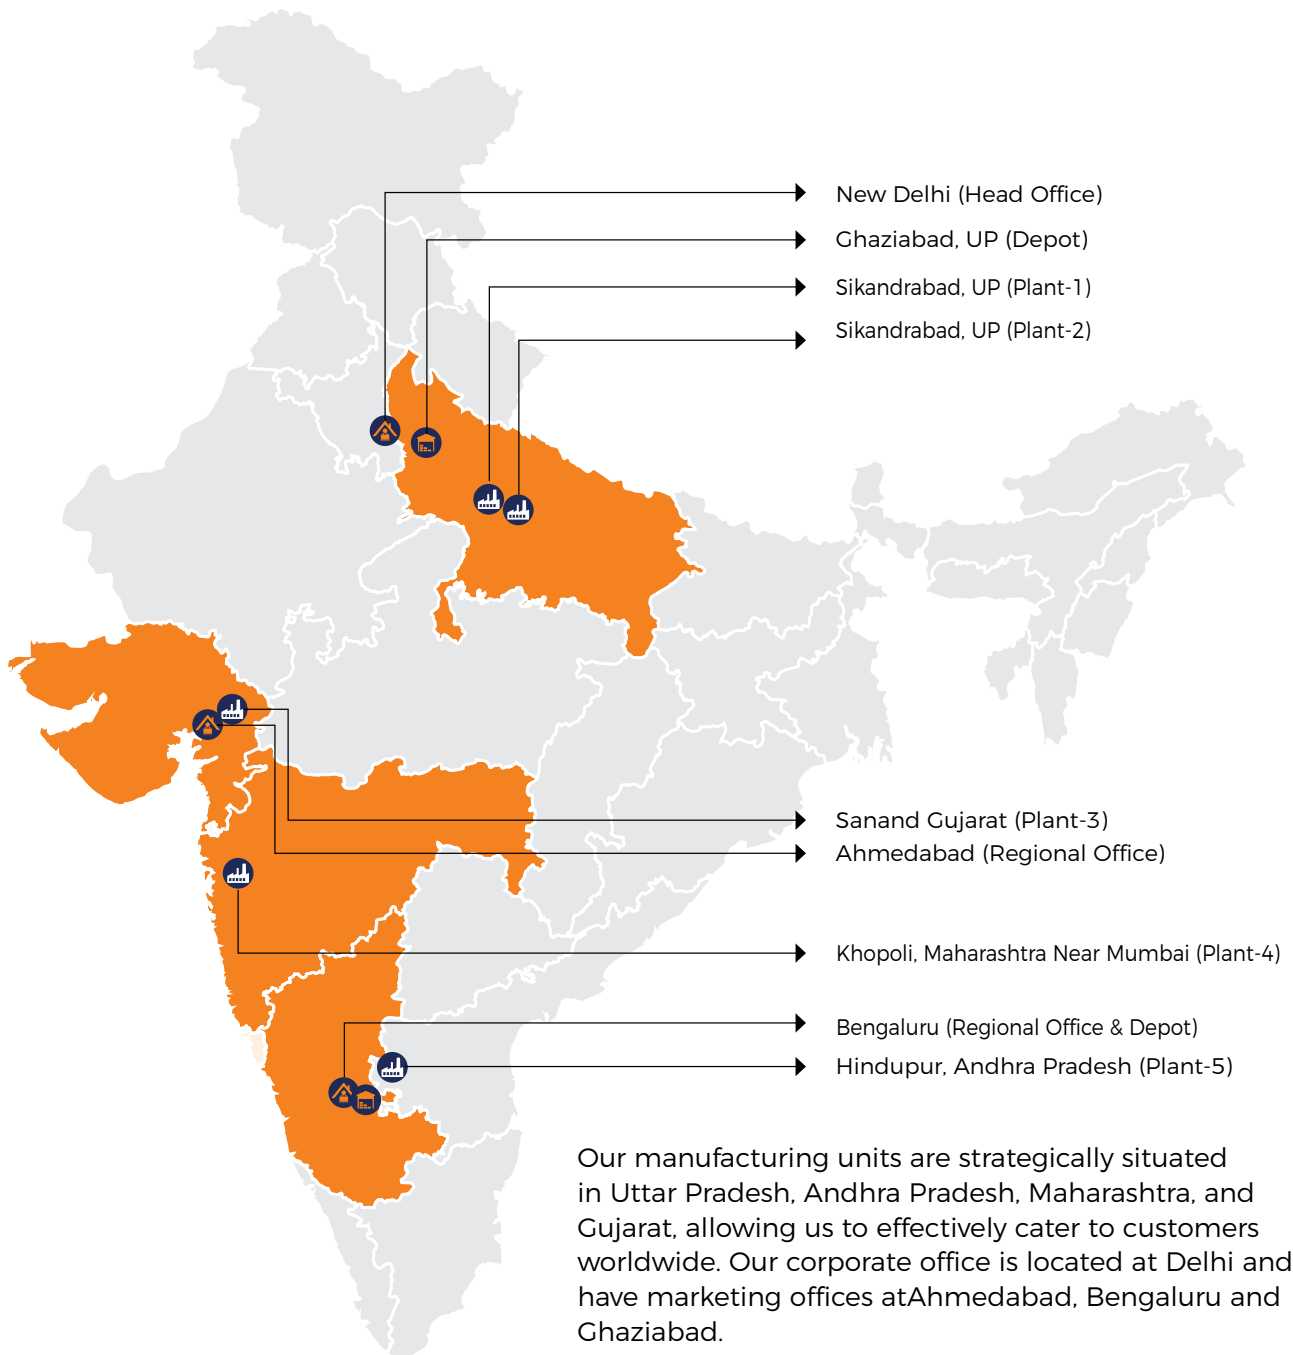 New Delhi (Head Office)
Ghaziabad, UP (Depot)
Sikandrabad, UP (Plant-1)
Sikandrabad, UP (Plant-2)
Sanand Gujarat (Plant-3)
Ahmedabad (Regional Office)
Khopoli, Maharashtra Near Mumbai (Plant-4)
Bengaluru (Regional Office & Depot)
Hindupur, Andhra Pradesh (Plant-5)
Our manufacturing units are strategically situated
in Uttar Pradesh, Andhra Pradesh, Maharashtra, and
Gujarat, allowing us to effectively cater to customers
worldwide. Our corporate office is located at Delhi and
have marketing offices atAhmedabad, Bengaluru and
Ghaziabad.